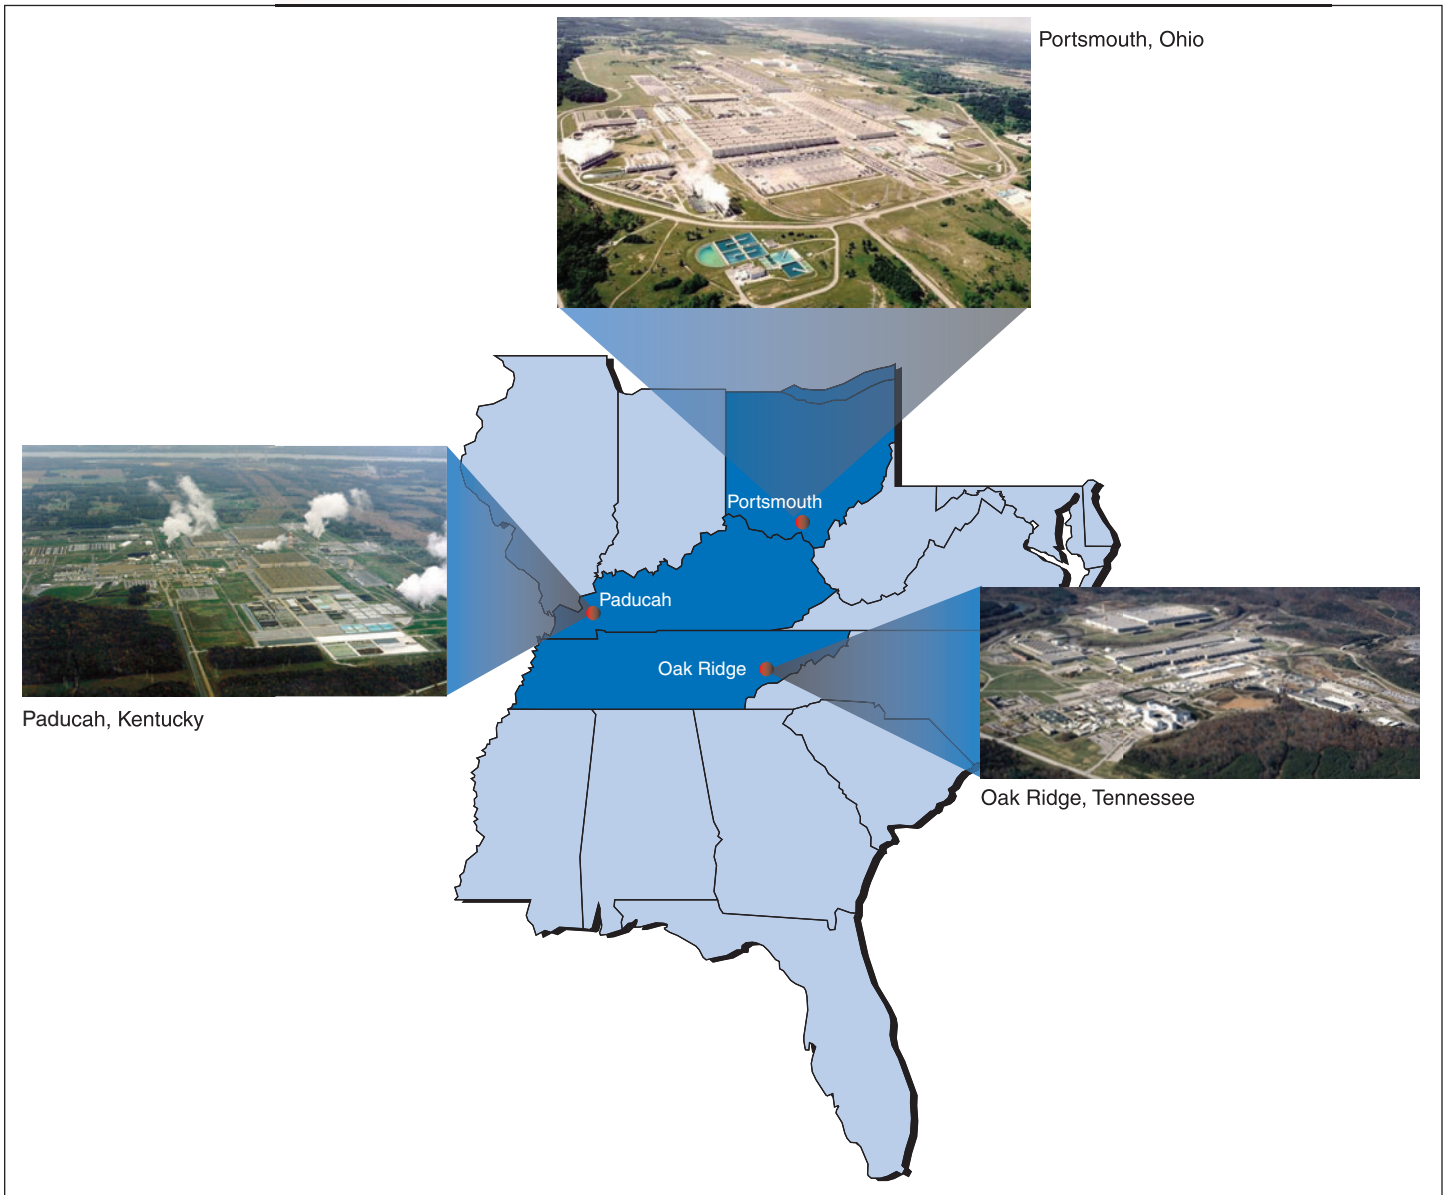 Portsmouth, Ohio
Portsmouth
Paducah
Oak Ridge
Paducah, Kentucky
Oak Ridge, Tennessee